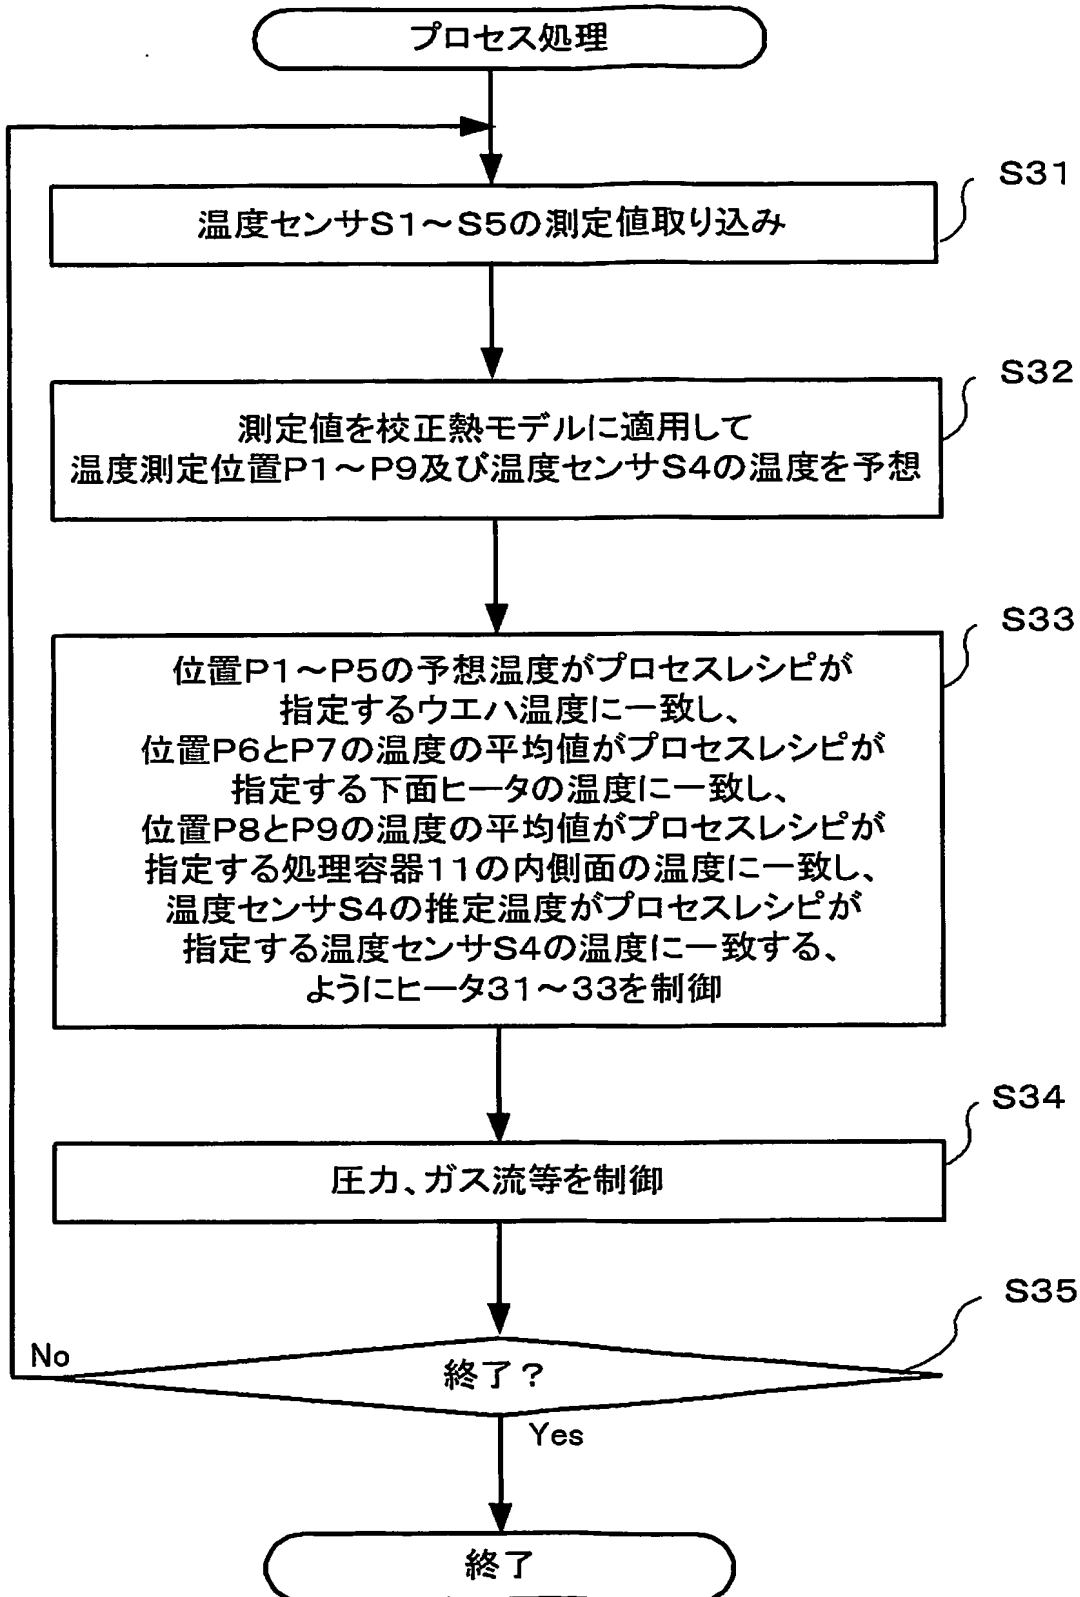 プロセス処理
S31
温度センサS1～S5の測定値取り込み
S32
測定値を校正熱モデルに適用して
温度測定位置P1～P9及び温度センサS4の温度を予想
S33
位置P1～P5の予想温度がプロセスレシピが
指定するウエハ温度に一致し、
位置P6とP7の温度の平均値がプロセスレシピが
指定する下面ヒータの温度に一致し、
位置P8とP9の温度の平均値がプロセスレシピが
指定する処理容器11の内側面の温度に一致し、
温度センサS4の推定温度がプロセスレシピが
指定する温度センサS4の温度に一致する、
ようにヒータ31～33を制御
S34
圧力、ガス流等を制御
S35
No
終了？
Yes
終了